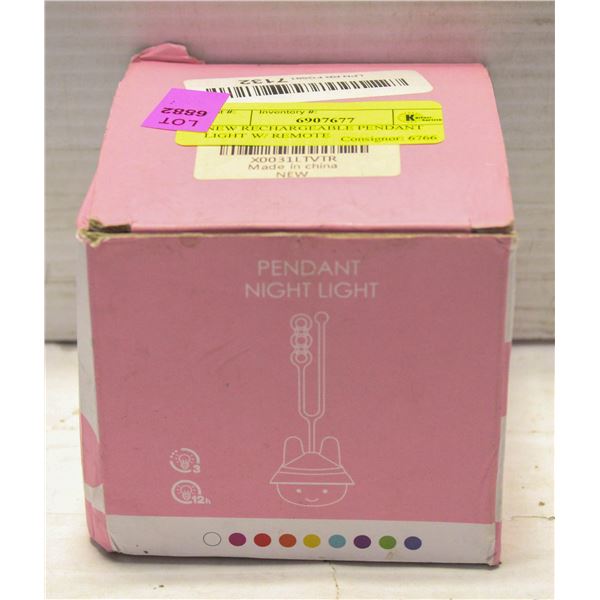 7132
LOT
6882
Inventory #:
6907677
NEW RECHARGEABLE PENDANT
LIGHT W/ REMOTE Consignor: 6766
X0031LTVTR
Made in china
NEW
PENDANT
NIGHT LIGHT
3
12h